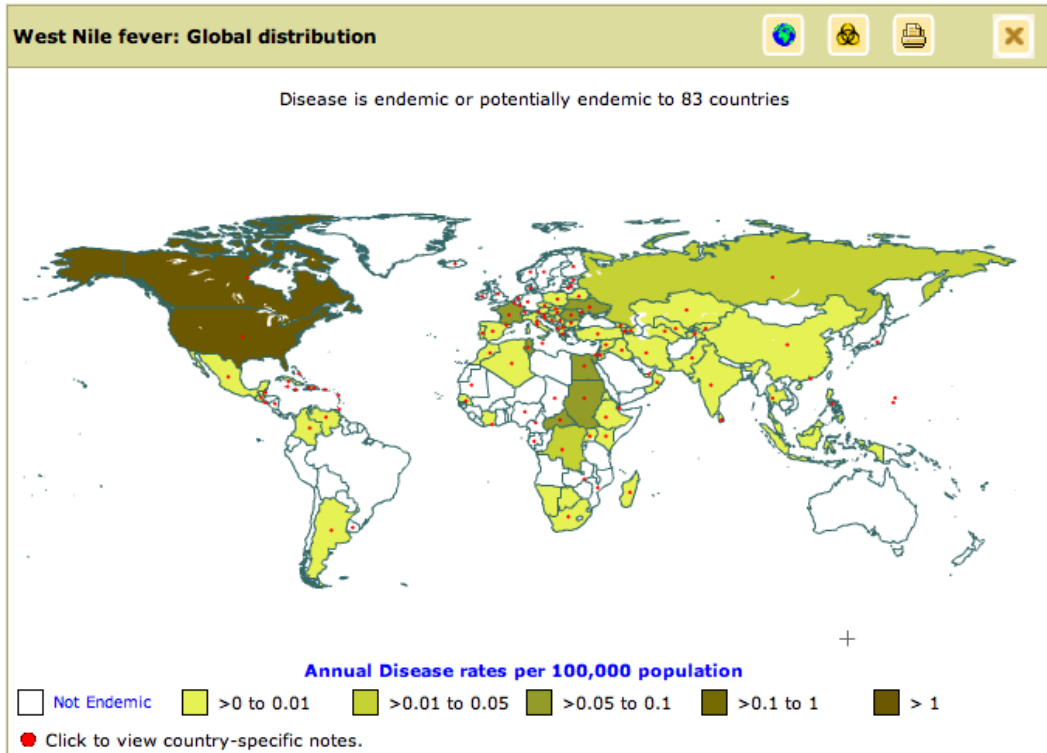 West Nile fever: Global distribution
Disease is endemic or potentially endemic to 83 countries
Annual Disease rates per 100,000 population
Not Endemic >0 to 0.01 >0.01 to 0.05 >0.05 to 0.1 >0.1 to 1 > 1
Click to view country-specific notes.